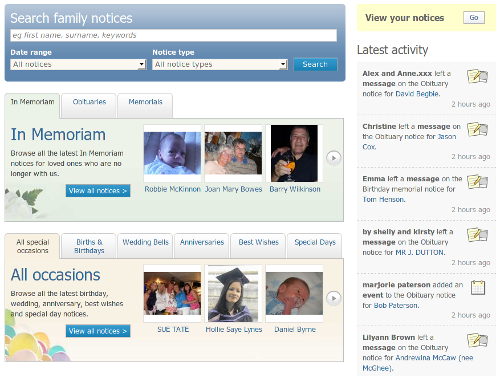 Search family notices
eg first name, surname, keywords
Date range
Notice type
All notices
All notice types
Search
In Memoriam
Obituaries
Memorials
In Memoriam
Browse all the latest In Memoriam
notices for loved ones who are no
longer with us.
View all notices >
Robbie McKinnon
Joan Mary Bowes
Barry Wilkinson
All special
occasions
Births &
Birthdays
Wedding Bells
Anniversaries
Best Wishes
Special Days
All occasions
Browse all the latest birthday,
wedding, anniversary, best wishes
and special day notices.
View all notices >
SUE TATE
Hollie Saye Lynes
Daniel Byrne
View your notices
Go
Latest activity
Alex and Anne.xxx left a
message on the Obituary
notice for David Begbie.
2 hours ago
Christine left a message on
the Obituary notice for Jason
Cox.
2 hours ago
Emma left a message on the
Birthday memorial notice for
Tom Henson.
2 hours ago
by shelly and kirsty left a
message on the Obituary
notice for MR J. DUTTON.
2 hours ago
marjorie paterson added an
event to the Obituary notice
for Bob Paterson.
2 hours ago
Lilyann Brown left a
message on the Obituary
notice for Andrewina McCaw (nee
McGhee).